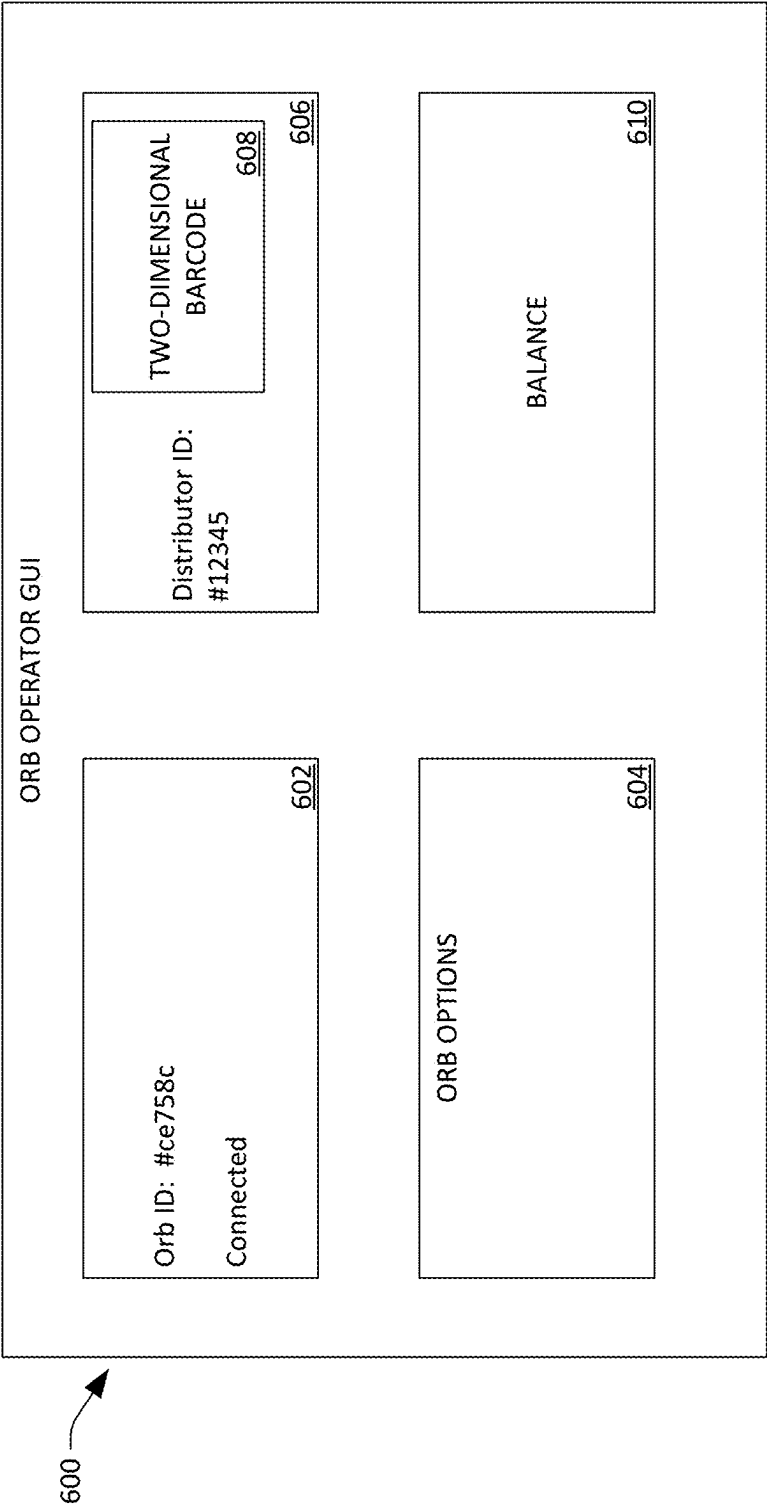 ORB OPERATOR GUI
Orb ID: #ce758c
Connected
602
Distributor ID:
#12345
TWO-DIMENSIONAL
BARCODE
608
606
ORB OPTIONS
604
BALANCE
610
600